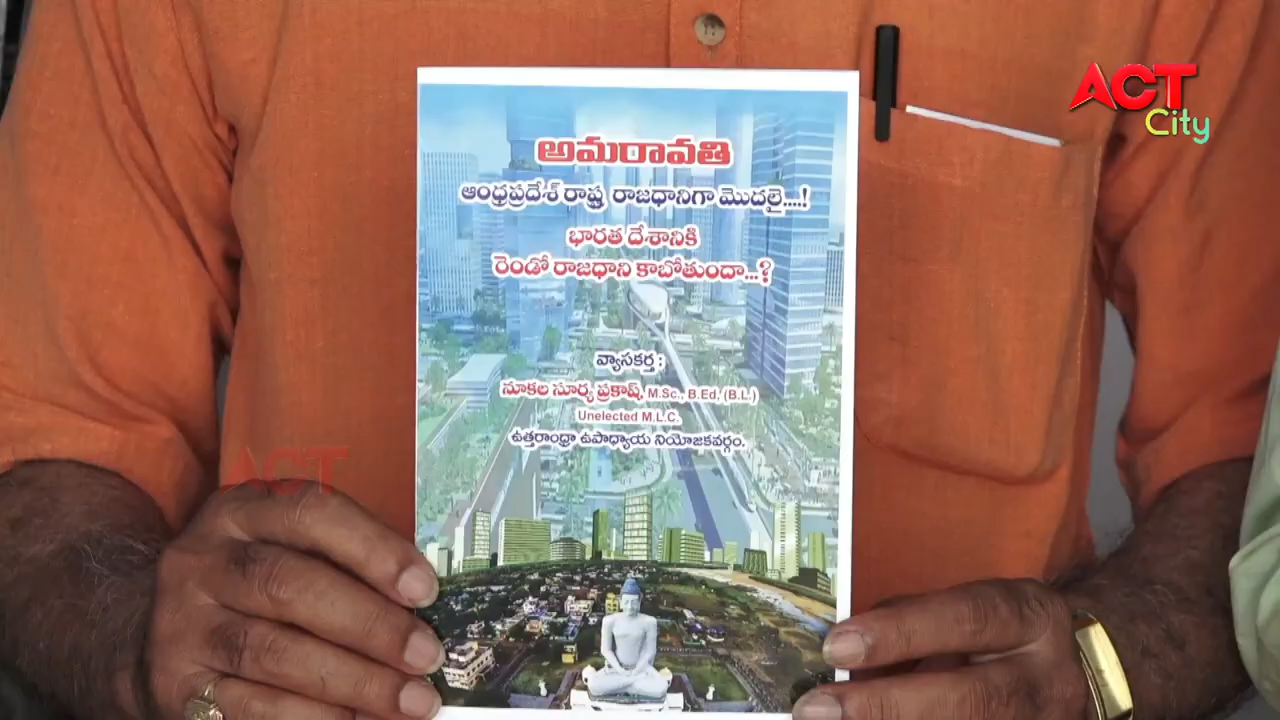 ACT
City
అమరావతి
ఆంధ్రప్రదేశ్ రాష్ట్ర రాజధానిగా మొదలై....!
భారత దేశానికి
రెండో రాజధాని కాబోతుందా...?
వ్యాసకర్త :
నూకల సూర్య ప్రకాష్, M.Sc., B.Ed, (B.L.)
Unelected M.L.C.
ఉత్తరాంధ్రా ఉపాధ్యాయ నియోజకవర్గం.
ACT